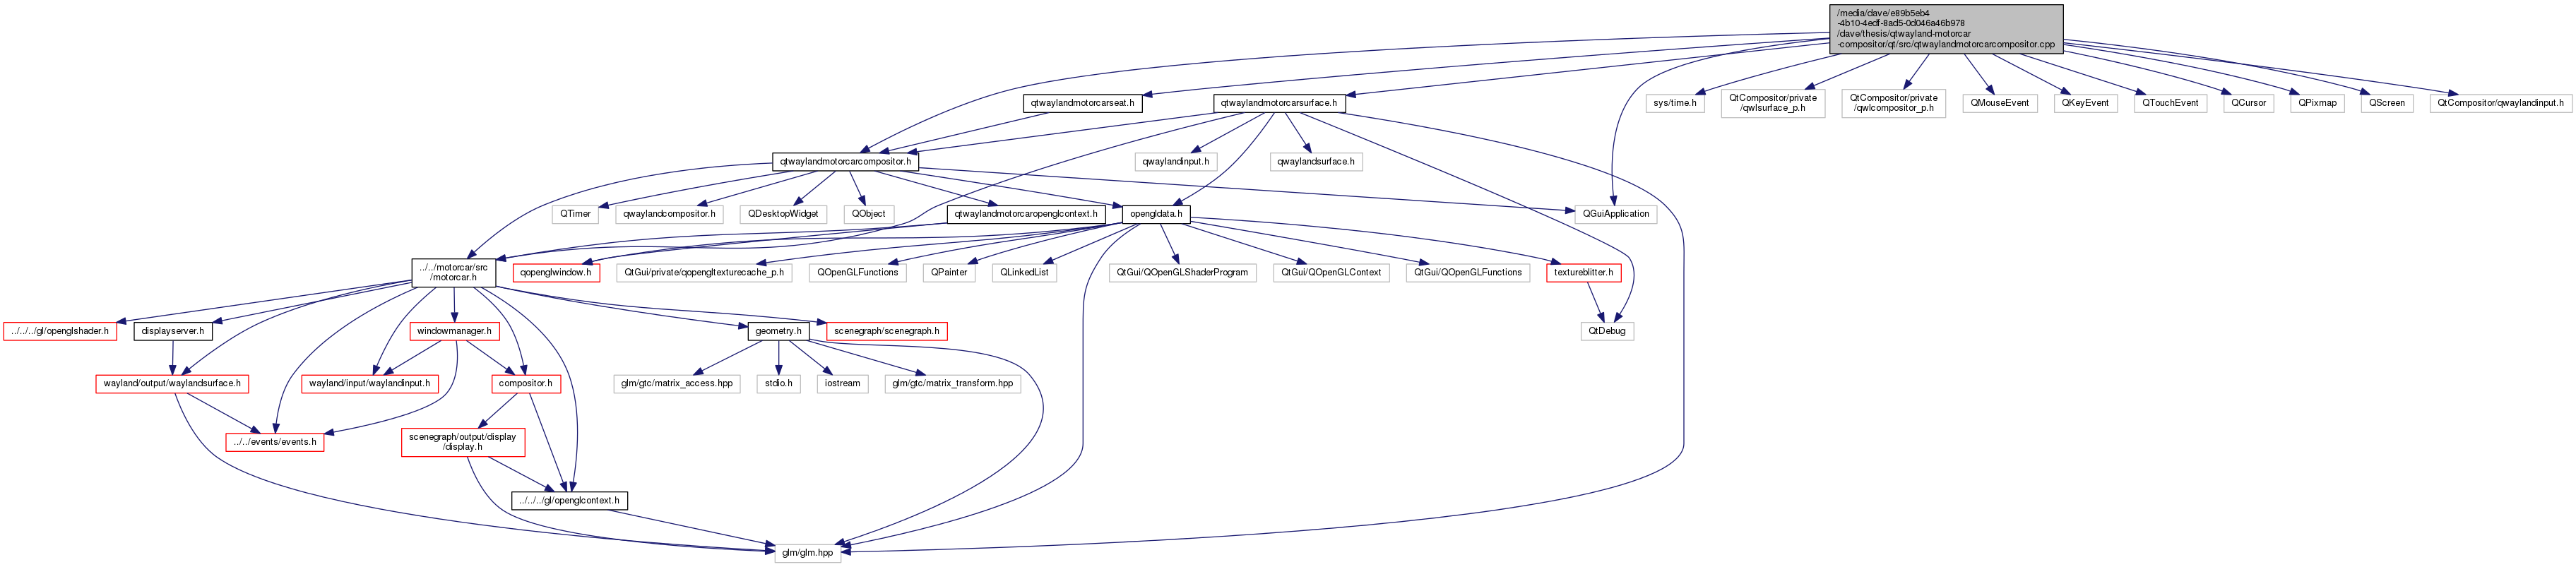 /media/dave/e89b5eb4
-4b10-4edf-8ad5-0d046a46b978
/dave/thesis/qtwayland-motorcar
-compositor/qt/src/qtwaylandmotorcarcompositor.cpp
qtwaylandmotorcarseat.h
qtwaylandmotorcarsurface.h
sys/time.h
QtCompositor/private
/qwlsurface_p.h
QtCompositor/private
/qwlcompositor_p.h
QMouseEvent
QKeyEvent
QTouchEvent
QCursor
QPixmap
QScreen
QtCompositor/qwaylandinput.h
qtwaylandmotorcarcompositor.h
qwaylandinput.h
qwaylandsurface.h
QTimer
qwaylandcompositor.h
QDesktopWidget
QObject
qtwaylandmotorcaropenglcontext.h
opengldata.h
QGuiApplication
../../motorcar/src
/motorcar.h
qopenglwindow.h
QtGui/private/qopengltexturecache_p.h
QOpenGLFunctions
QPainter
QLinkedList
QtGui/QOpenGLShaderProgram
QtGui/QOpenGLContext
QtGui/QOpenGLFunctions
textureblitter.h
../../../gl/openglshader.h
displayserver.h
windowmanager.h
geometry.h
scenegraph/scenegraph.h
QtDebug
wayland/output/waylandsurface.h
wayland/input/waylandinput.h
compositor.h
glm/gtc/matrix_access.hpp
stdio.h
iostream
glm/gtc/matrix_transform.hpp
../../events/events.h
scenegraph/output/display
/display.h
../../../gl/openglcontext.h
glm/glm.hpp